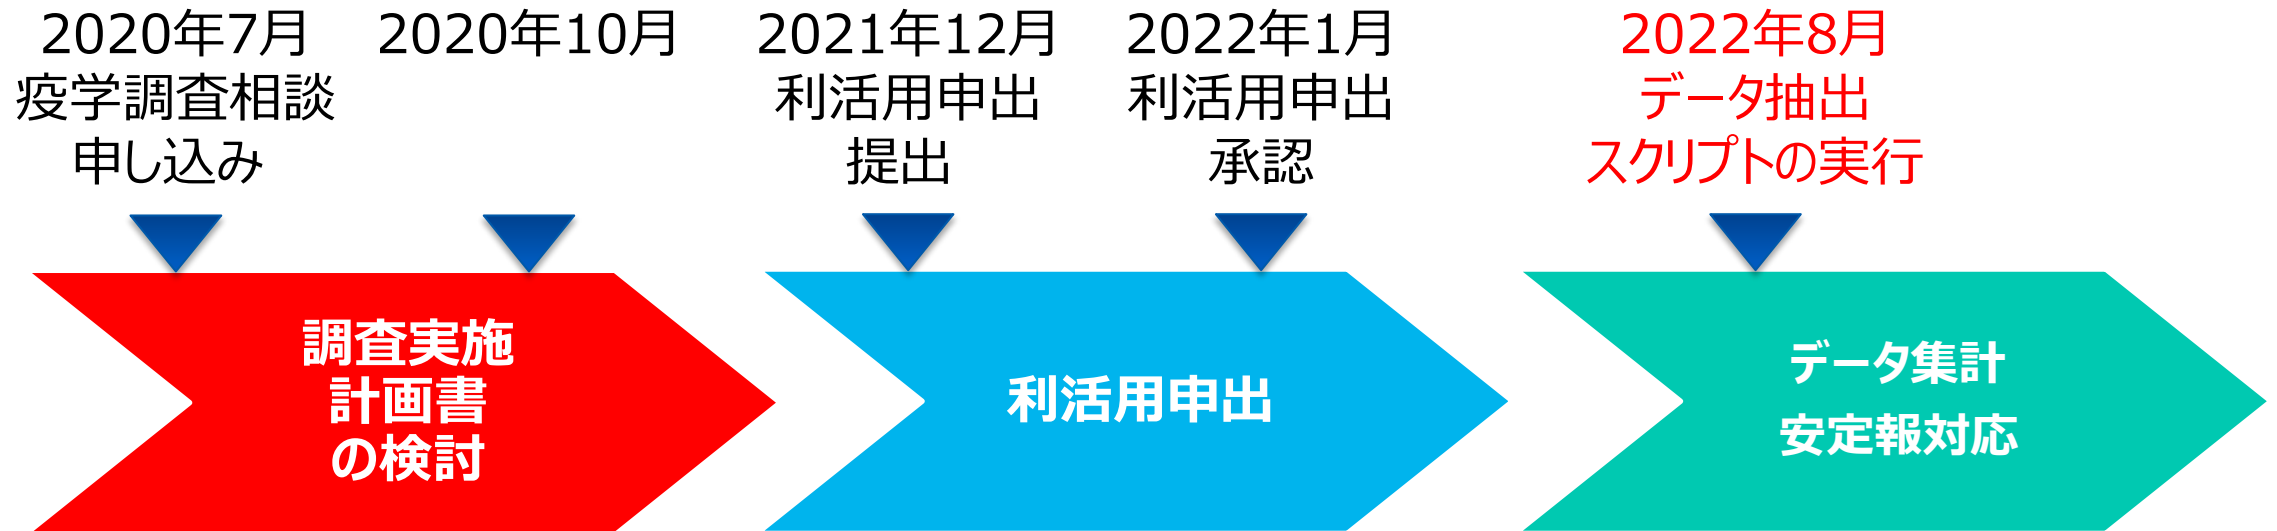 2020年7月
疫学調査相談
申し込み
2020年10月
2021年12月
利活用申出
提出
2022年1月
利活用申出
承認
2022年8月
データ抽出
スクリプトの実行
調査実施
計画書
の検討
利活用申出
データ集計
安定報対応